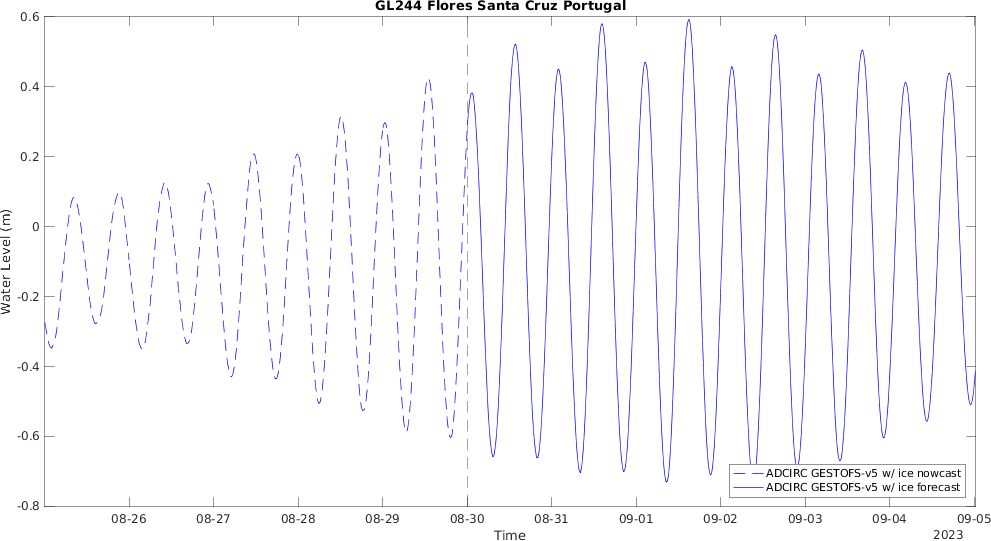 GL244 Flores Santa Cruz Portugal
0.6
0.4
0.2
0
-0.2
-0.4
-0.6
-0.8
Water Level (m)
ADCIRC GESTOFS-v5 w/ ice nowcast
ADCIRC GESTOFS-v5 w/ ice forecast
08-26 08-27 08-28 08-29 08-30 08-31 09-01 09-02 09-03 09-04 09-05
Time
2023